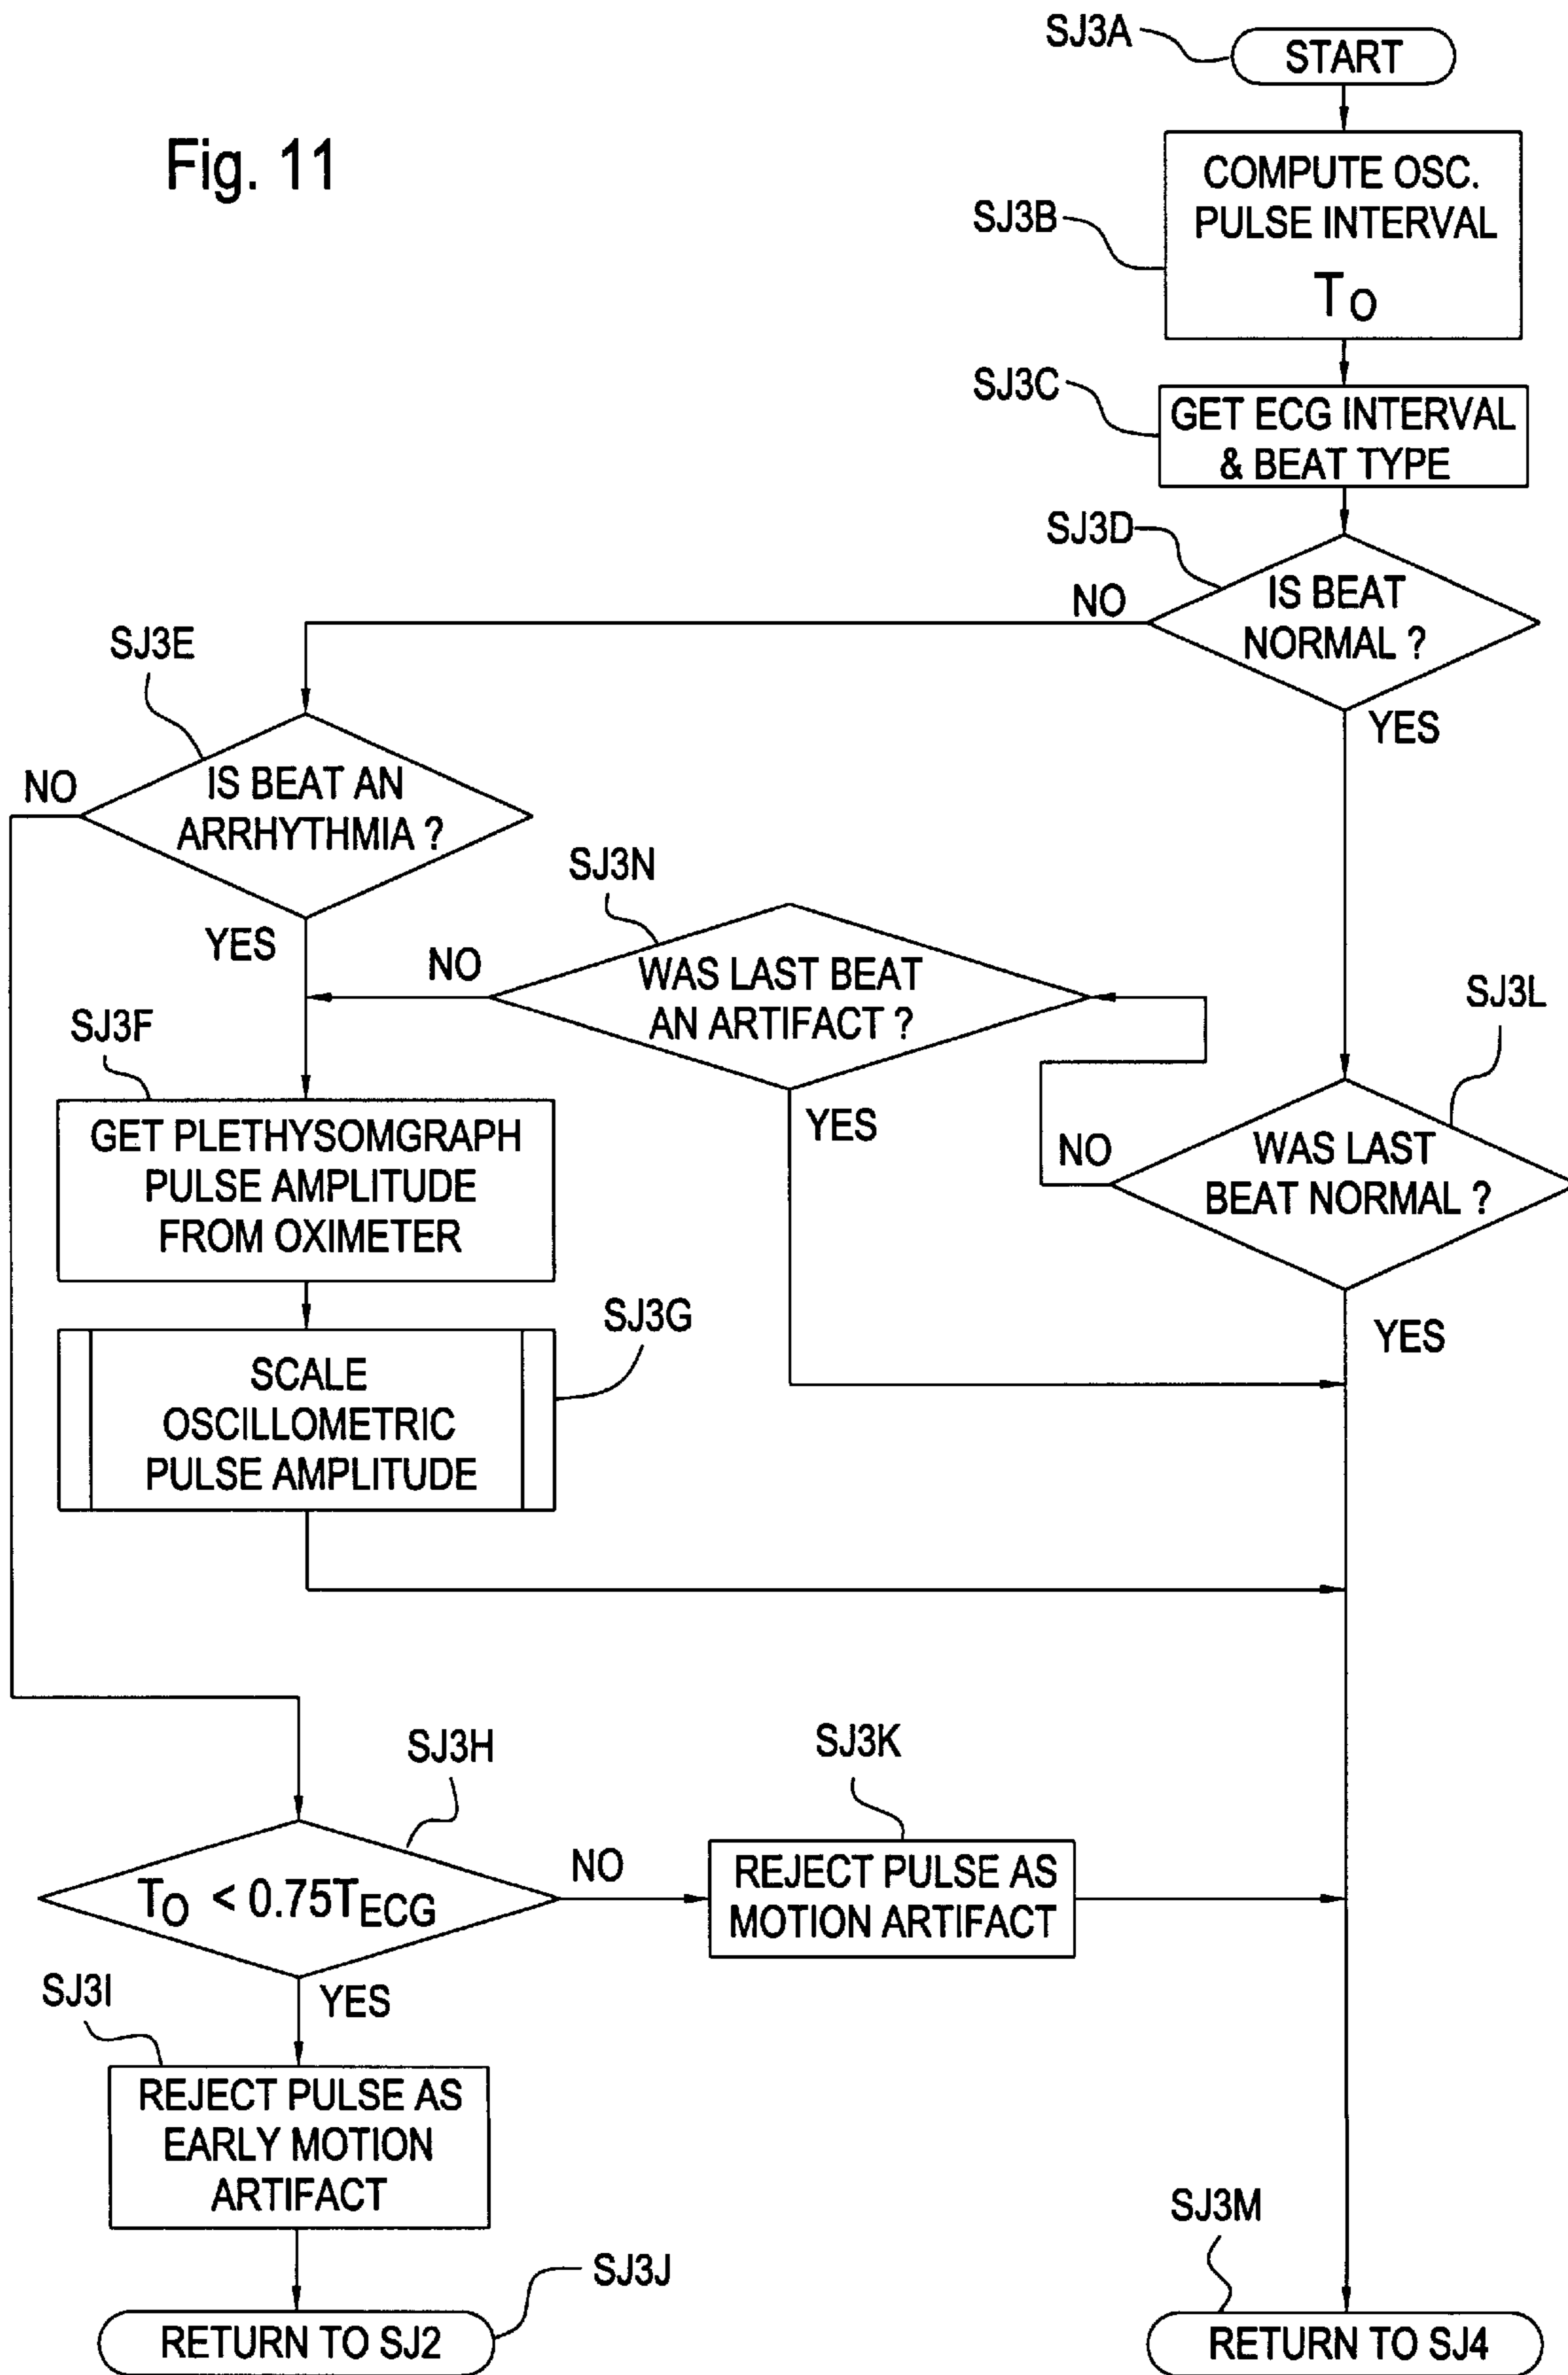 SJ3A
START
Fig. 11
COMPUTE OSC.
PULSE INTERVAL
TO
SJ3B
SJ3C
GET ECG INTERVAL
& BEAT TYPE
SJ3D
IS BEAT
NORMAL ?
NO
YES
SJ3E
IS BEAT AN
ARRHYTHMIA ?
NO
YES
SJ3N
WAS LAST BEAT
AN ARTIFACT ?
NO
YES
SJ3L
WAS LAST
BEAT NORMAL ?
NO
YES
SJ3F
GET PLETHYSOMGRAPH
PULSE AMPLITUDE
FROM OXIMETER
SJ3G
SCALE
OSCILLOMETRIC
PULSE AMPLITUDE
SJ3H
TO < 0.75TECG
NO
YES
SJ3K
REJECT PULSE AS
MOTION ARTIFACT
SJ3I
REJECT PULSE AS
EARLY MOTION
ARTIFACT
SJ3J
RETURN TO SJ2
SJ3M
RETURN TO SJ4